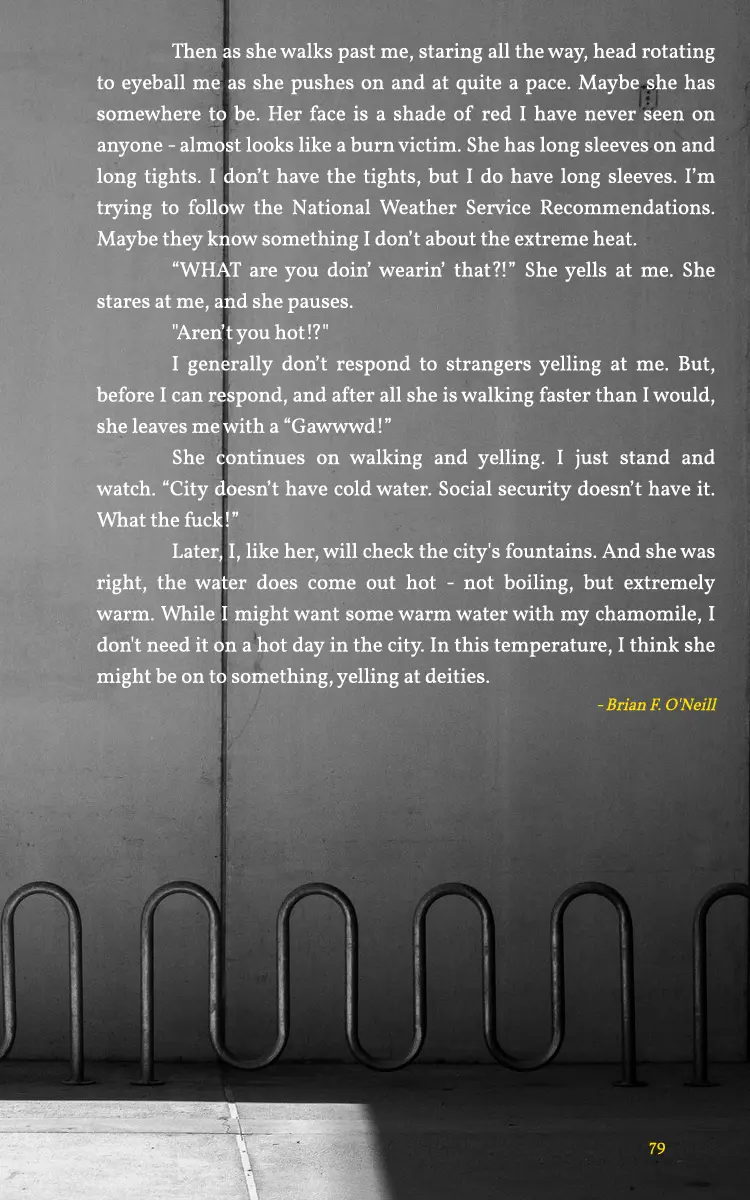 Then as she walks past me, staring all the way, head rotating
to eyeball me as she pushes on and at quite a pace. Maybe she has
somewhere to be. Her face is a shade of red I have never seen on
anyone - almost looks like a burn victim. She has long sleeves on and
long tights. I don’t have the tights, but I do have long sleeves. I’m
trying to follow the National Weather Service Recommendations.
Maybe they know something I don’t about the extreme heat.
“WHAT are you doin’ wearin’ that?!” She yells at me. She
stares at me, and she pauses.
"Aren’t you hot!?"
I generally don’t respond to strangers yelling at me. But,
before I can respond, and after all she is walking faster than I would,
she leaves me with a “Gawwwd!”
She continues on walking and yelling. I just stand and
watch. “City doesn’t have cold water. Social security doesn’t have it.
What the fuck!”
Later, I, like her, will check the city's fountains. And she was
right, the water does come out hot - not boiling, but extremely
warm. While I might want some warm water with my chamomile, I
don't need it on a hot day in the city. In this temperature, I think she
might be on to something, yelling at deities.
- Brian F. O'Neill
79